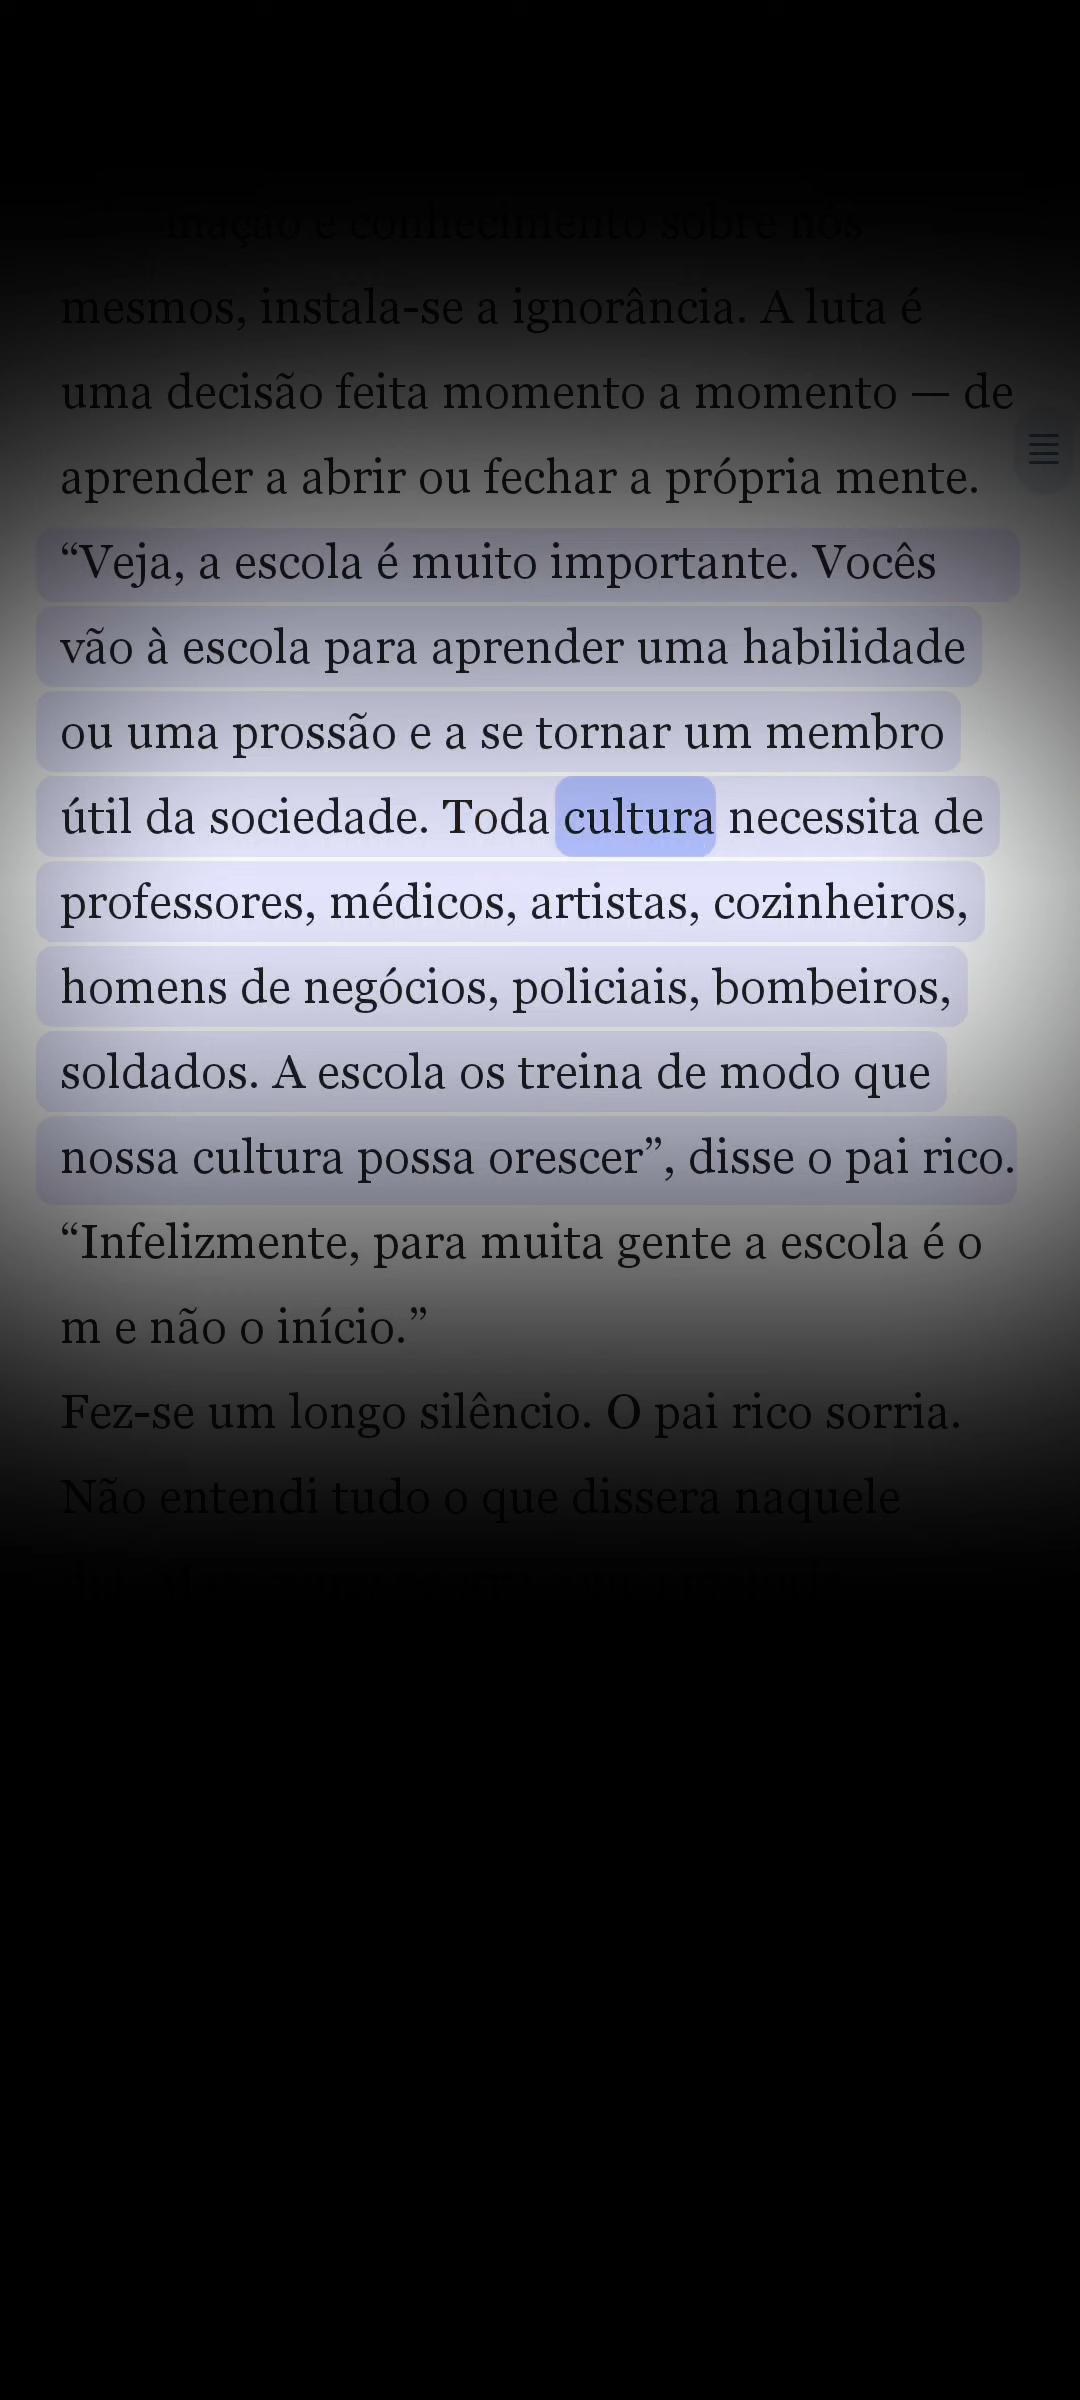 inação e conhecimento sobre nós
mesmos, instala-se a ignorância. A luta é
uma decisão feita momento a momento — de
aprender a abrir ou fechar a própria mente.
“Veja, a escola é muito importante. Vocês
vão à escola para aprender uma habilidade
ou uma prossão e a se tornar um membro
útil da sociedade. Toda cultura necessita de
professores, médicos, artistas, cozinheiros,
homens de negócios, policiais, bombeiros,
soldados. A escola os treina de modo que
nossa cultura possa orescer”, disse o pai rico.
“Infelizmente, para muita gente a escola é o
m e não o início.”
Fez-se um longo silêncio. O pai rico sorria.
Não entendi tudo o que dissera naquele